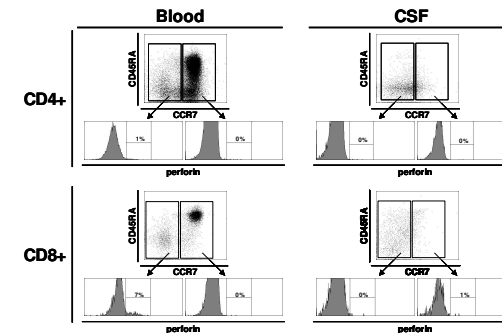 Blood
CSF
CD4+
CD45RA
CCR7
1%
0%
perforin
CD45RA
CCR7
0%
0%
perforin
CD8+
CD45RA
CCR7
7%
0%
perforin
CD45RA
CCR7
0%
1%
perforin